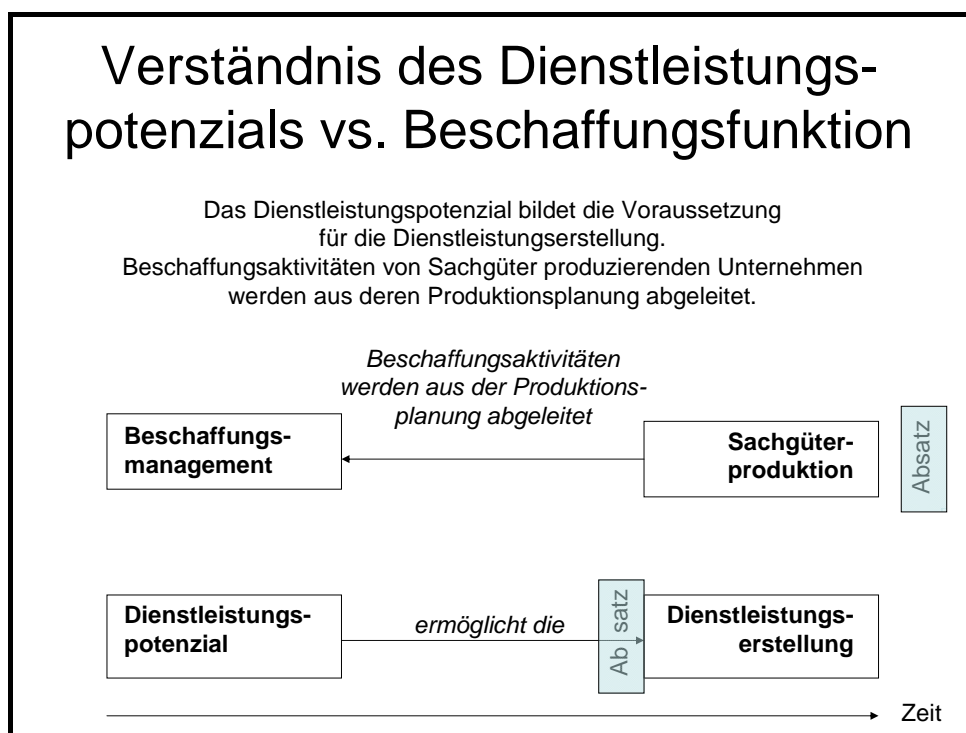 Verständnis des Dienstleistungs-
potenzials vs. Beschaffungsfunktion
Das Dienstleistungspotenzial bildet die Voraussetzung
für die Dienstleistungserstellung.
Beschaffungsaktivitäten von Sachgüter produzierenden Unternehmen
werden aus deren Produktionsplanung abgeleitet.
Beschaffungsaktivitäten
werden aus der Produktions-
planung abgeleitet
Beschaffungs-
management
Sachgüter-
produktion
Absatz
Dienstleistungs-
potenzial
ermöglicht die
Ab satz
Dienstleistungs-
erstellung
Zeit